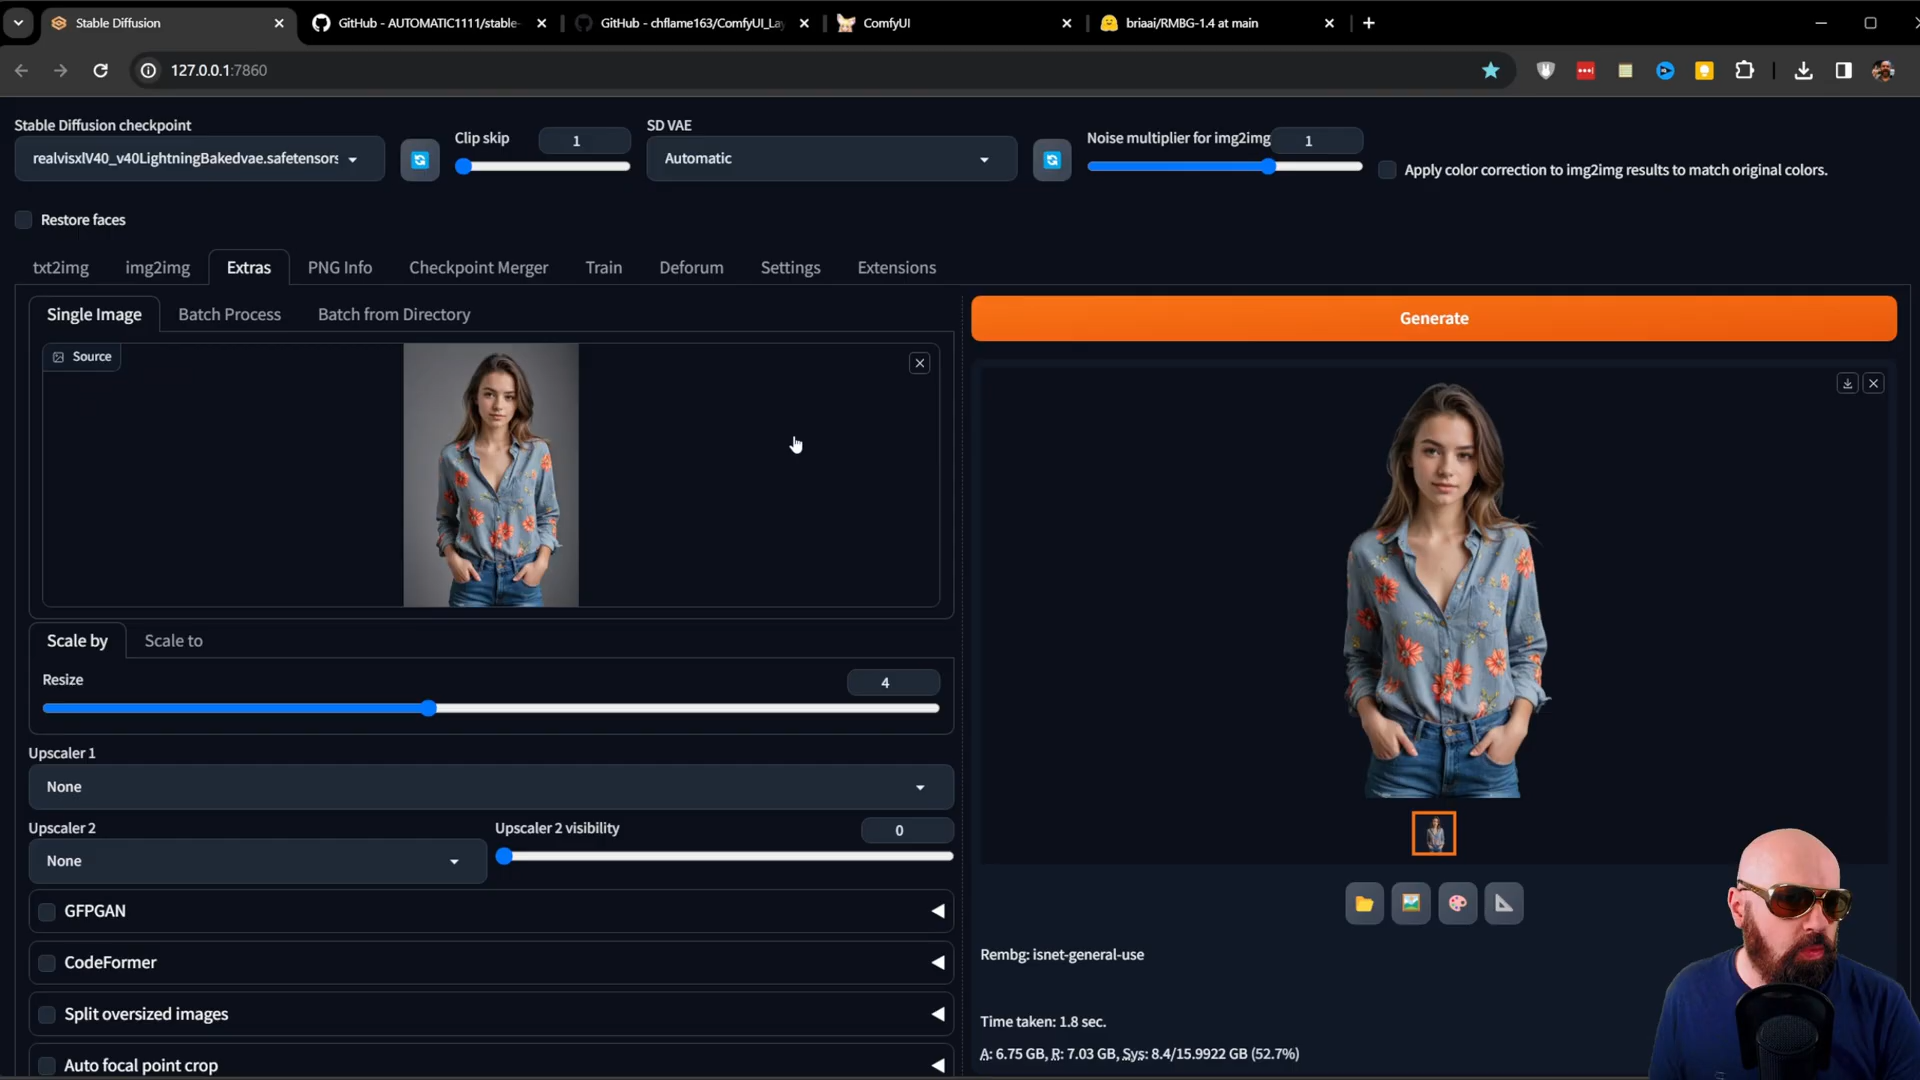 Stable Diffusion
GitHub - AUTOMATIC1111/stable-
GitHub - chflame163/ComfyUI_Lay
ComfyUI
briaai/RMBG-1.4 at main
127.0.0.1:7860
Stable Diffusion checkpoint
realvisxlV40_v40LightningBakedvae.safetensors
Clip skip
1
SD VAE
Automatic
Noise multiplier for img2img
1
Apply color correction to img2img results to match original colors.
Restore faces
txt2img
img2img
Extras
PNG Info
Checkpoint Merger
Train
Deforum
Settings
Extensions
Single Image
Batch Process
Batch from Directory
Generate
Source
Scale by
Scale to
Resize
4
Upscaler 1
None
Upscaler 2
None
Upscaler 2 visibility
0
GFPGAN
CodeFormer
Split oversized images
Auto focal point crop
Rembg: isnet-general-use
Time taken: 1.8 sec.
A: 6.75 GB, R: 7.03 GB, Sys: 8.4/15.9922 GB (52.7%)